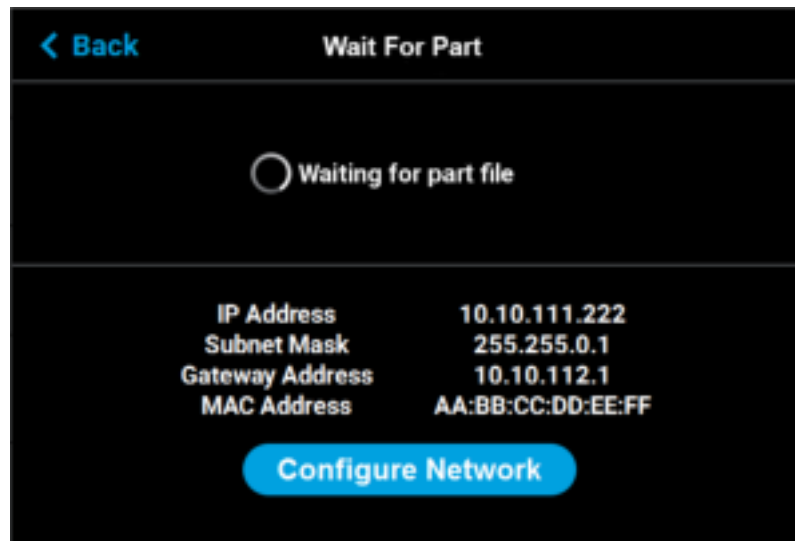 Back Wait For Part
Waiting for part file
IP Address 10.10.111.222
Subnet Mask 255.255.0.1
Gateway Address 10.10.112.1
MAC Address AA:BB:CC:DD:EE:FF
Configure Network